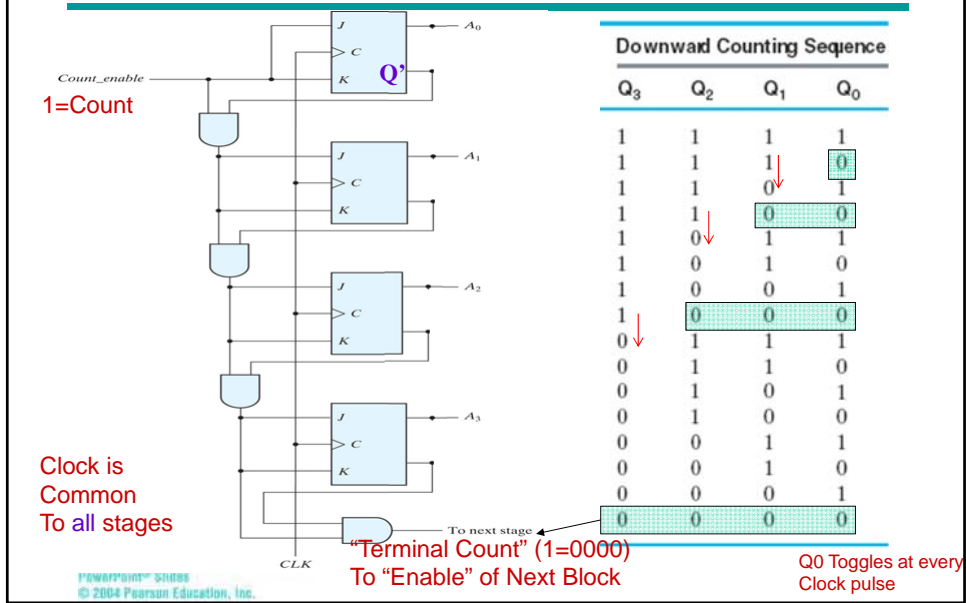 J
A0
C
K
Q'
Count_enable
1=Count
J
A1
C
K
J
A2
C
K
J
A3
C
K
Clock is
Common
To all stages
To next stage
CLK
"Terminal Count" (1=0000)
To "Enable" of Next Block
Downward Counting Sequence
Q3 Q2 Q1 Q0
1 1 1 1
1 1 1 0
1 1 0 1
1 1 0 0
1 0 1 1
1 0 1 0
1 0 0 1
1 0 0 0
0 1 1 1
0 1 1 0
0 1 0 1
0 1 0 0
0 0 1 1
0 0 1 0
0 0 0 1
0 0 0 0
Q0 Toggles at every
Clock pulse
PowerPoint® Slides
© 2004 Pearson Education, Inc.